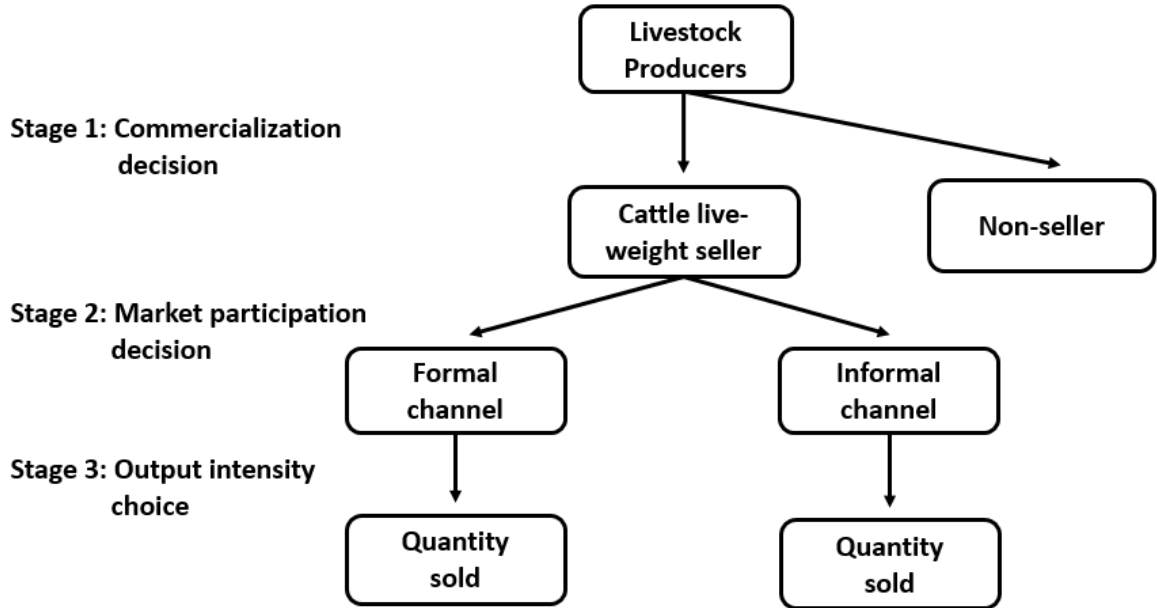 Livestock
Producers
Stage 1: Commercialization
decision
Cattle live-
weight seller
Non-seller
Stage 2: Market participation
decision
Formal
channel
Informal
channel
Stage 3: Output intensity
choice
Quantity
sold
Quantity
sold